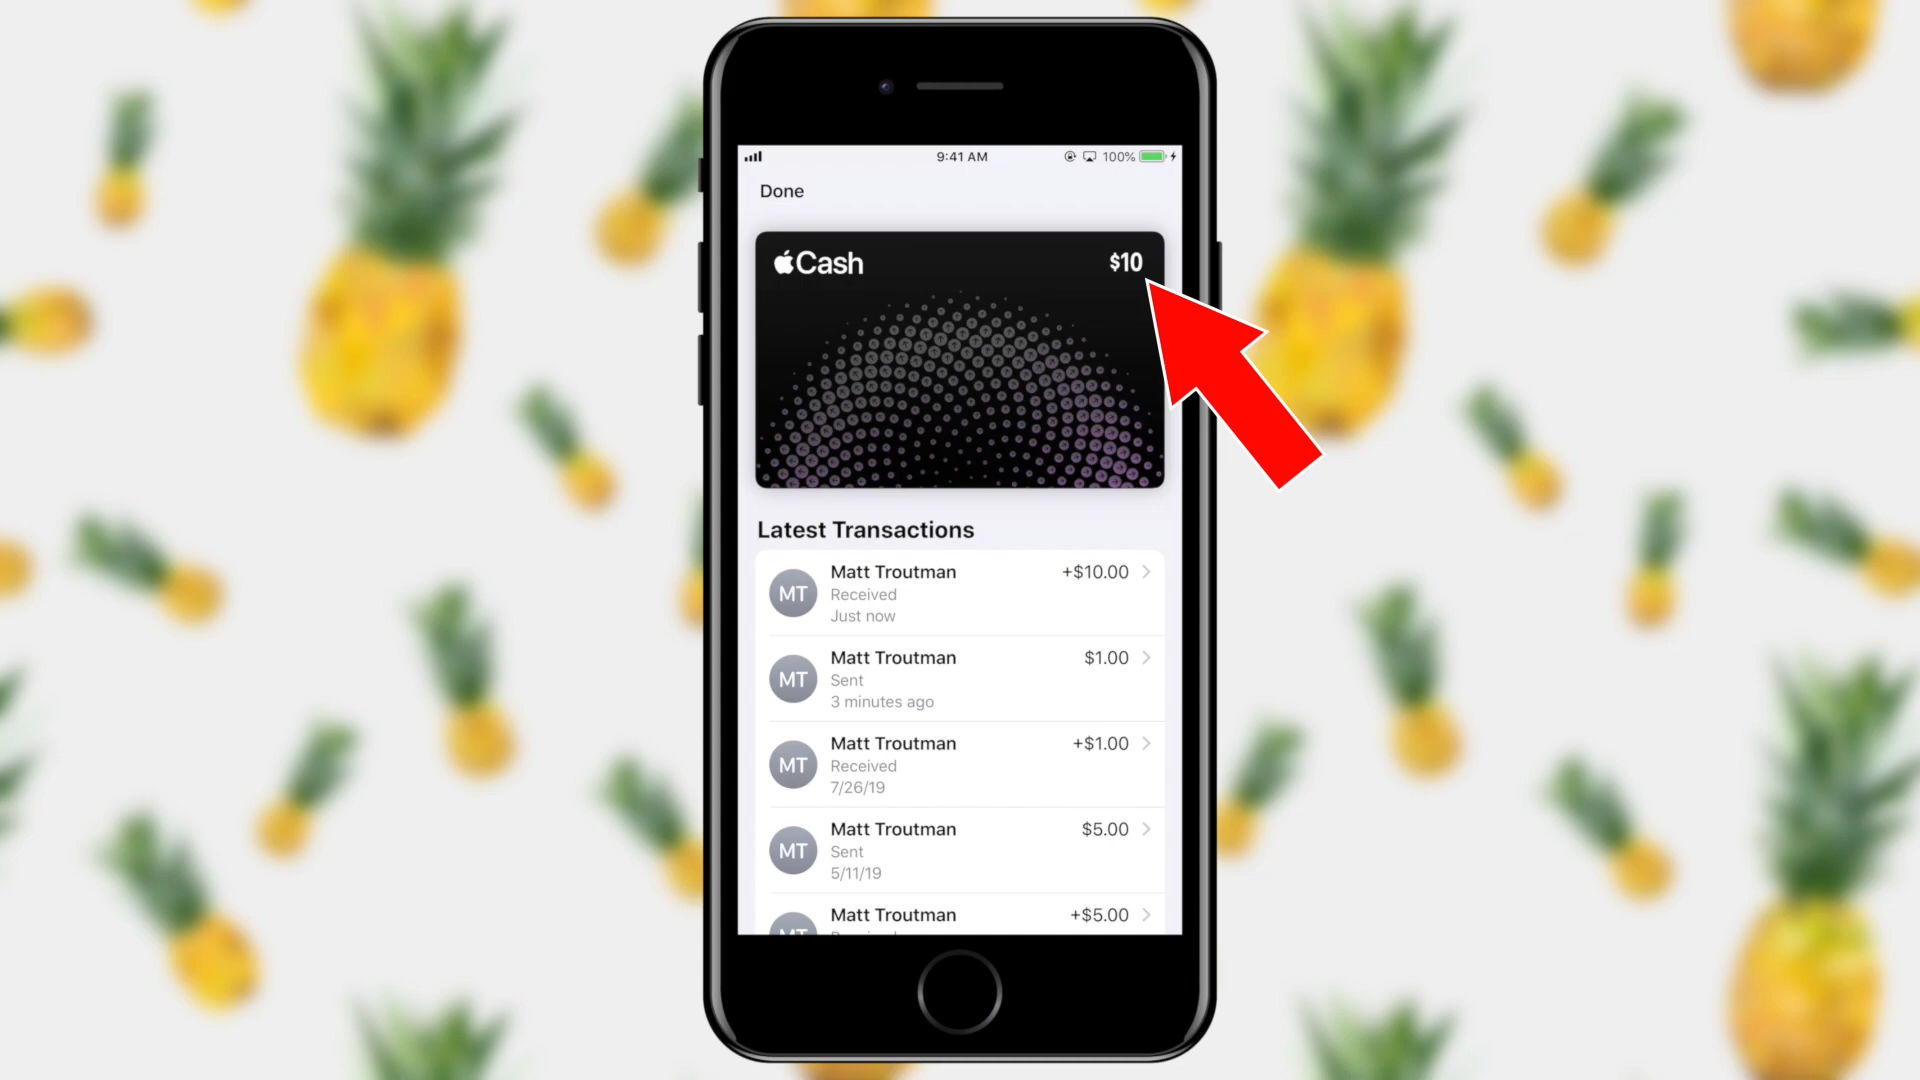 9:41 AM 100%
Done
Cash $10
Latest Transactions
MT Matt Troutman +$10.00
Received
Just now
MT Matt Troutman $1.00
Sent
3 minutes ago
MT Matt Troutman +$1.00
Received
7/26/19
MT Matt Troutman $5.00
Sent
5/11/19
Matt Troutman +$5.00